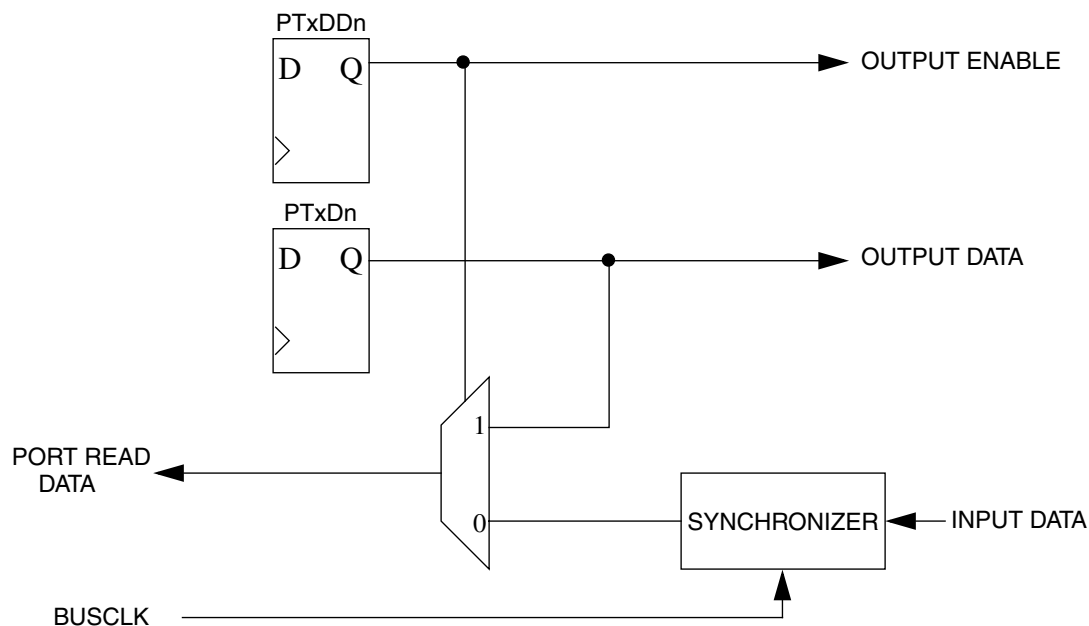 PTxDDn
D Q
OUTPUT ENABLE
PTxDn
D Q
OUTPUT DATA
1
PORT READ
DATA
0
SYNCHRONIZER
INPUT DATA
BUSCLK